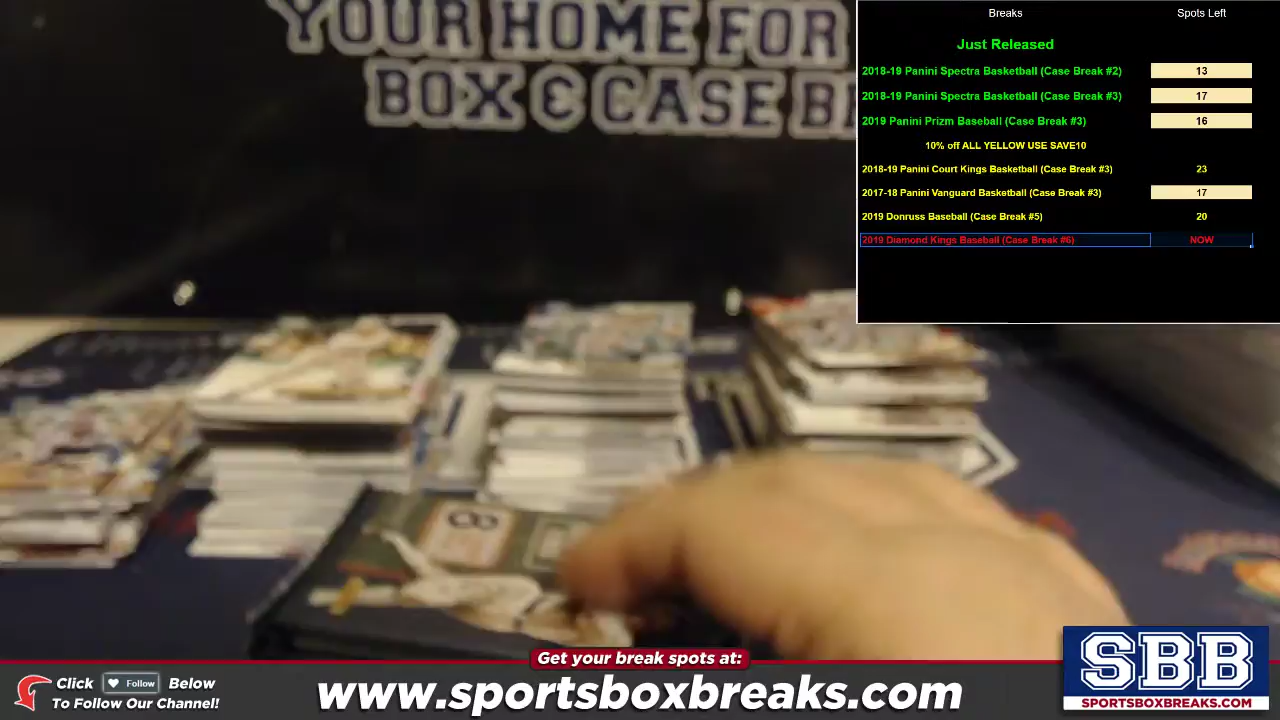 YOUR HOME FOR
BOX & CASE BR
Breaks Spots Left
Just Released
2018-19 Panini Spectra Basketball (Case Break #2) 13
2018-19 Panini Spectra Basketball (Case Break #3) 17
2019 Panini Prizm Baseball (Case Break #3) 16
10% off ALL YELLOW USE SAVE10
2018-19 Panini Court Kings Basketball (Case Break #3) 23
2017-18 Panini Vanguard Basketball (Case Break #3) 17
2019 Donruss Baseball (Case Break #5) 20
2019 Diamond Kings Baseball (Case Break #6) NOW
8
Get your break spots at:
Click Follow Below
To Follow Our Channel!
www.sportsboxbreaks.com
SBB
SPORTSBOXBREAKS.COM